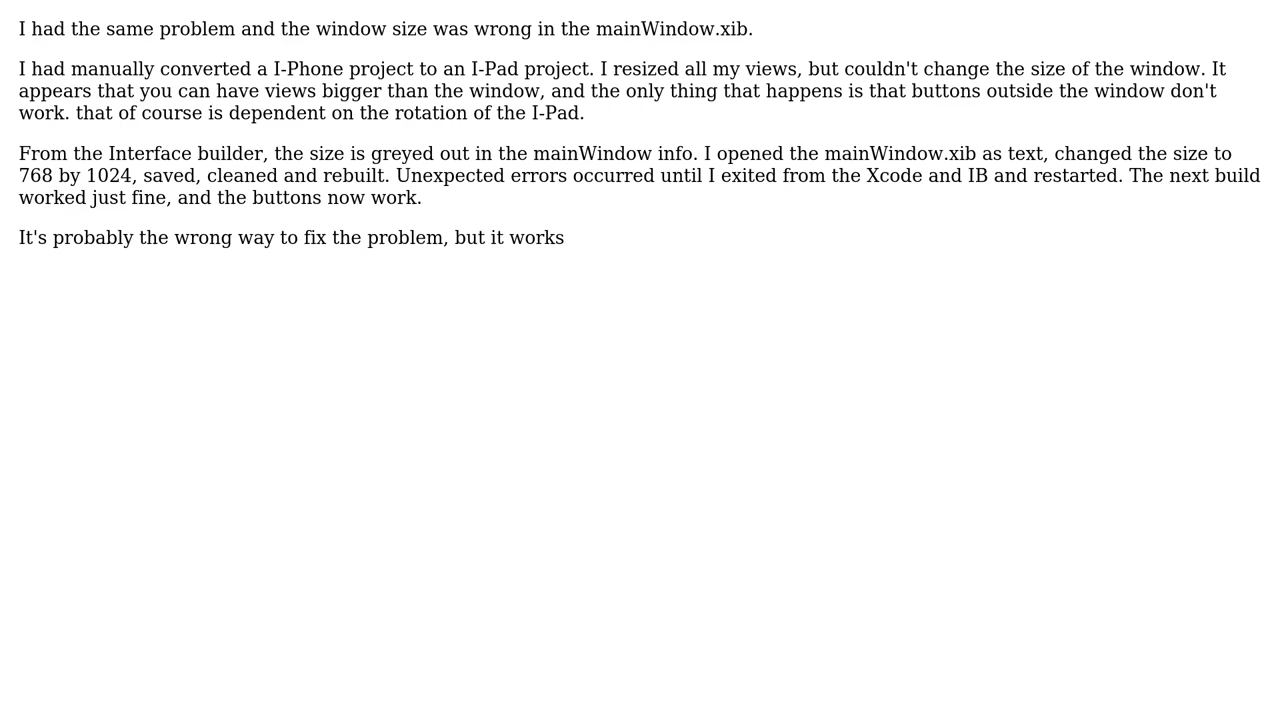 I had the same problem and the window size was wrong in the mainWindow.xib.
I had manually converted a I-Phone project to an I-Pad project. I resized all my views, but couldn't change the size of the window. It
appears that you can have views bigger than the window, and the only thing that happens is that buttons outside the window don't
work. that of course is dependent on the rotation of the I-Pad.
From the Interface builder, the size is greyed out in the mainWindow info. I opened the mainWindow.xib as text, changed the size to
768 by 1024, saved, cleaned and rebuilt. Unexpected errors occurred until I exited from the Xcode and IB and restarted. The next build
worked just fine, and the buttons now work.
It's probably the wrong way to fix the problem, but it works